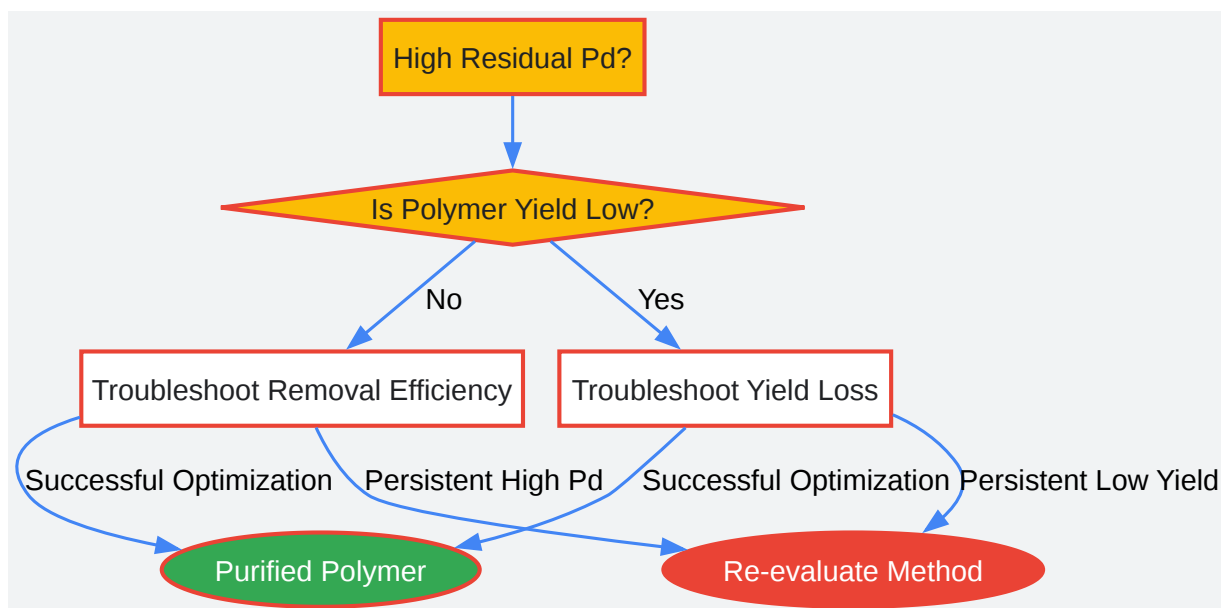 High Residual Pd?
Is Polymer Yield Low?
No
Yes
Troubleshoot Removal Efficiency
Troubleshoot Yield Loss
Successful Optimization
Persistent High Pd
Successful Optimization
Persistent Low Yield
Purified Polymer
Re-evaluate Method